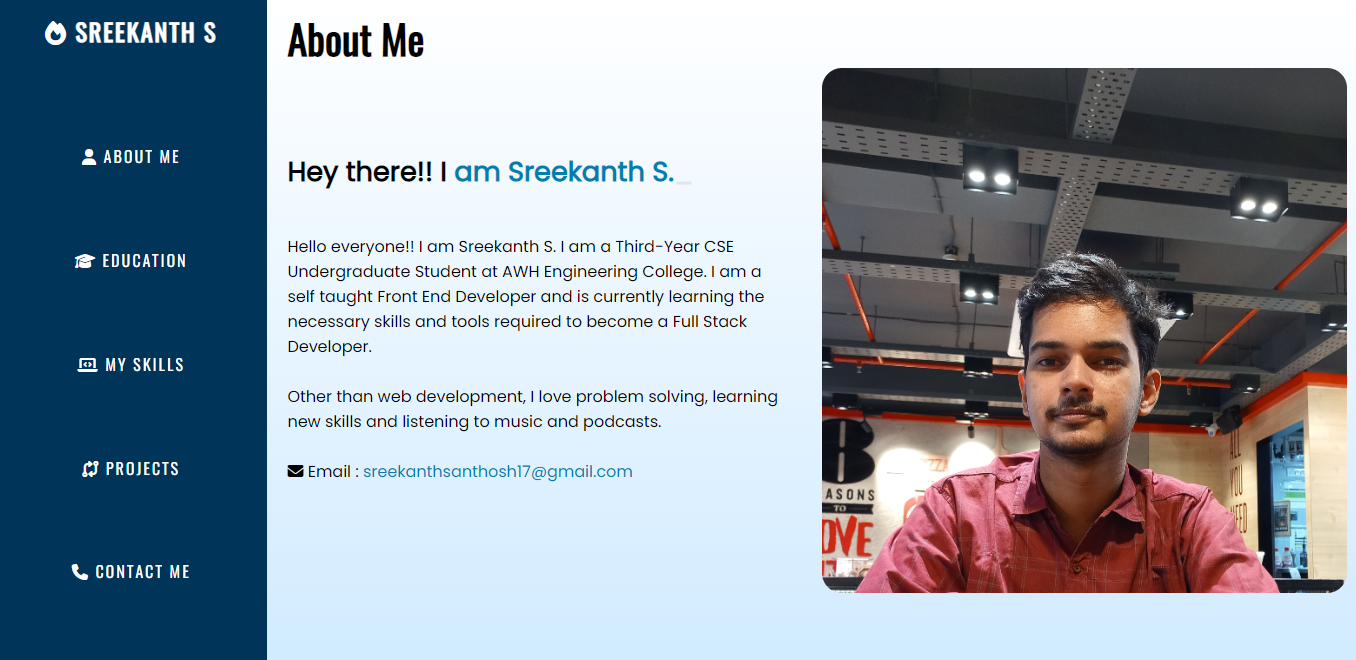 SREEKANTH S
ABOUT ME
EDUCATION
MY SKILLS
PROJECTS
CONTACT ME
About Me
Hey there!! I am Sreekanth S._
Hello everyone!! I am Sreekanth S. I am a Third-Year CSE
Undergraduate Student at AWH Engineering College. I am a
self taught Front End Developer and is currently learning the
necessary skills and tools required to become a Full Stack
Developer.
Other than web development, I love problem solving, learning
new skills and listening to music and podcasts.
Email : sreekanthsanthosh17@gmail.com
8
EASONS
TO
OVE
ALL
YOU
NEED